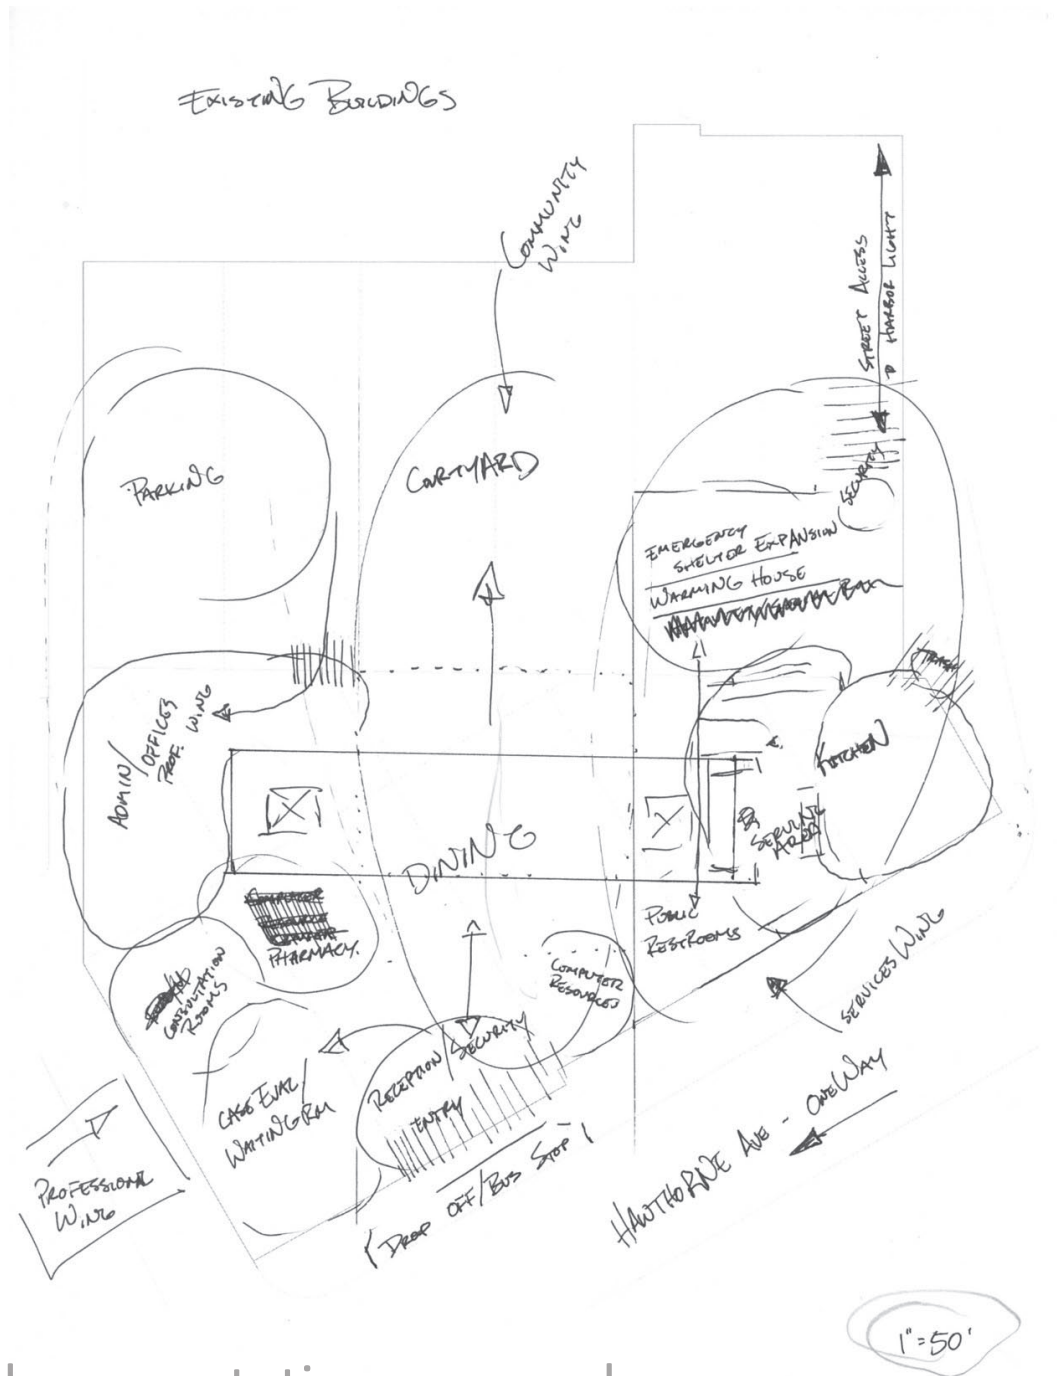 EXISTING BUILDINGS
COMMUNITY
WING
STREET ACCESS
TO HARBOR LIGHT
PARKING
COURTYARD
SECURITY
EMERGENCY
SHELTER EXPANSION
WARMING HOUSE
TRASH
ADMIN/
OFFICES
PROF. WING
KITCHEN
SERVING
AREA
DINING
PUBLIC
RESTROOMS
PHARMACY
CONSULTATION
ROOMS
COMPUTER
RESOURCES
SERVICES WING
RECEPTION/SECURITY
ENTRY
CASE EVAL/
WAITING RM
DROP OFF/BUS STOP
HAWTHORNE AVE - ONE WAY
PROFESSIONAL
WING
1"=50'